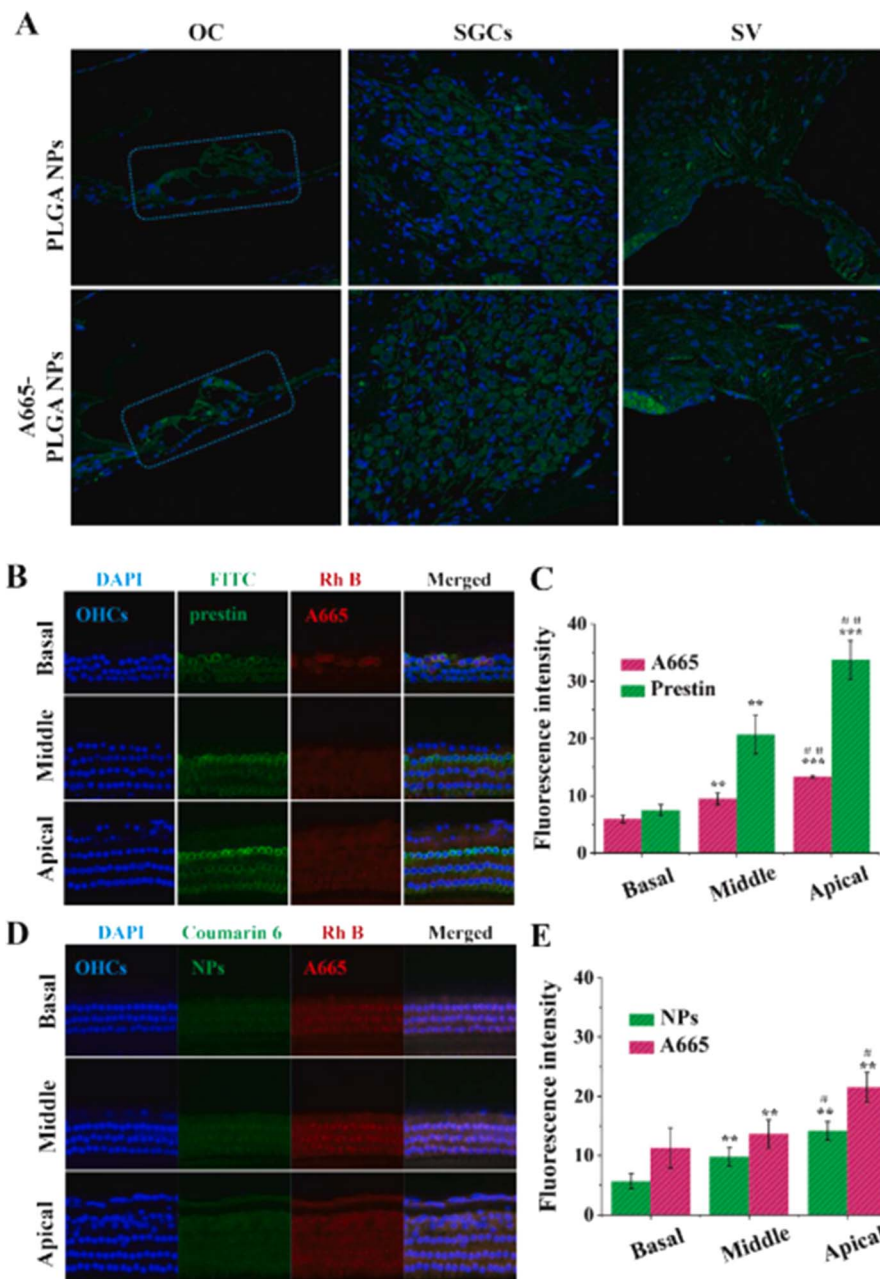 A
OC
SGCs
SV
PLGA NPs
A665-
PLGA NPs
B
DAPI
FITC
Rh B
Merged
OHCs
prestin
A665
Basal
Middle
Apical
C
Fluorescence intensity
40
30
20
10
0
A665
Prestin
**
**
##
***
##
***
Basal
Middle
Apical
D
DAPI
Coumarin 6
Rh B
Merged
OHCs
NPs
A665
Basal
Middle
Apical
E
Fluorescence intensity
40
30
20
10
0
NPs
A665
**
**
#
**
#
**
Basal
Middle
Apical